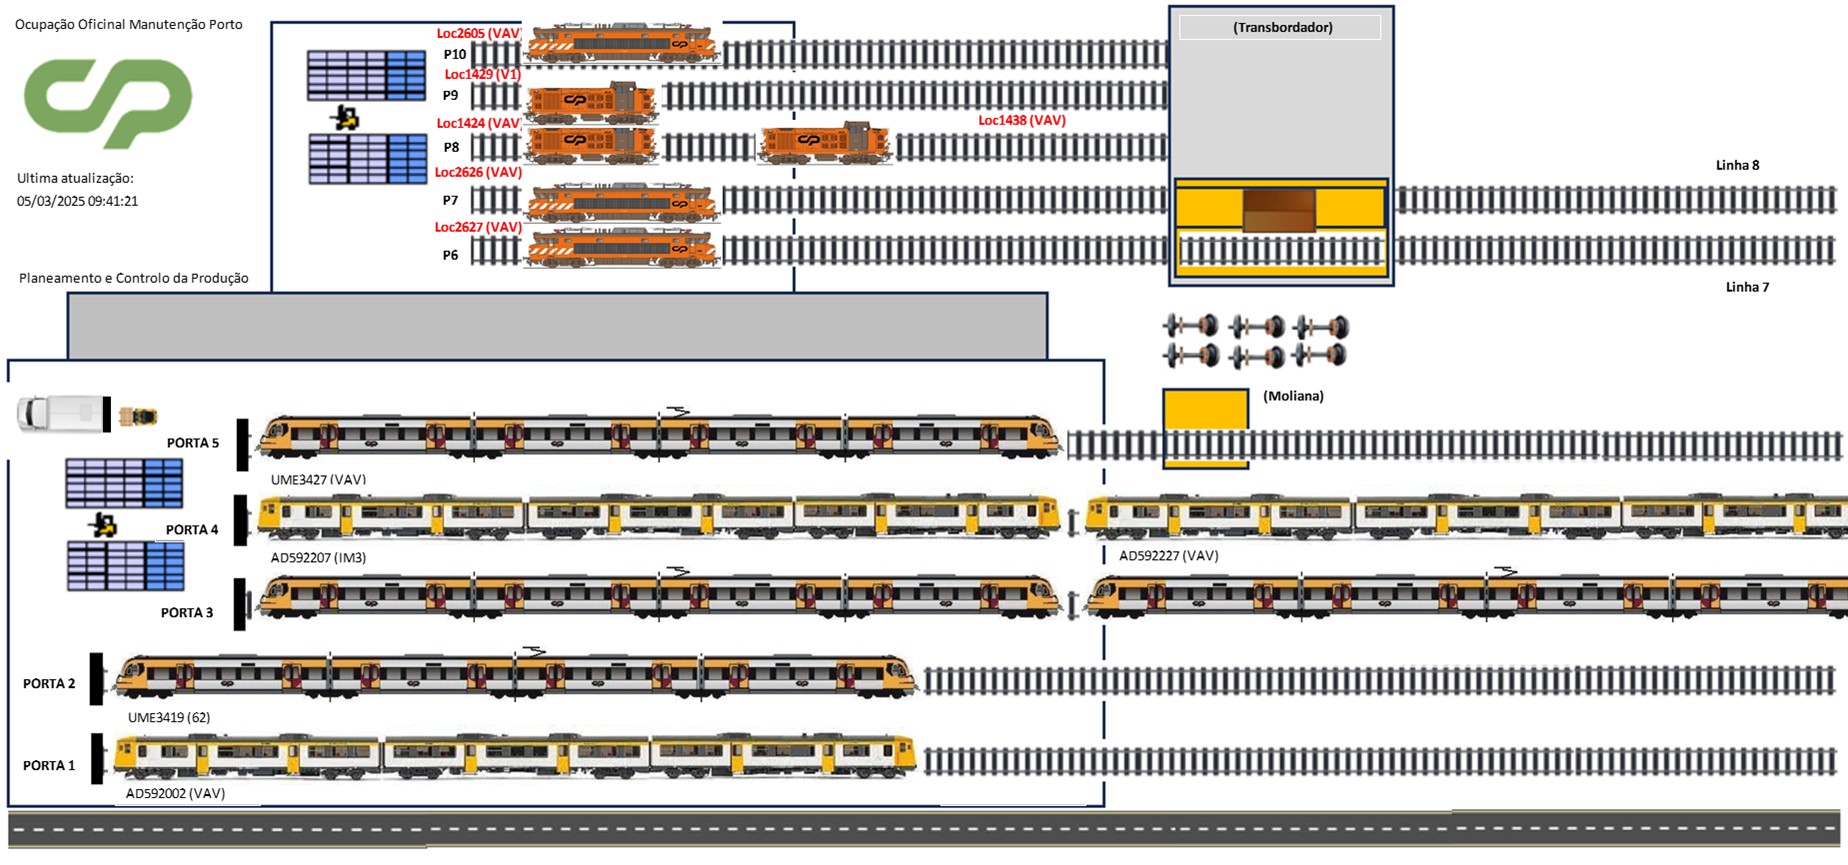 Ocupação Oficinal Manutenção Porto
Ultima atualização:
05/03/2025 09:41:21
Planeamento e Controlo da Produção
Loc2605 (VAV)
P10
Loc1429 (V1)
P9
Loc1424 (VAV)
Loc1438 (VAV)
P8
Loc2626 (VAV)
P7
Loc2627 (VAV)
P6
(Transbordador)
Linha 8
Linha 7
(Moliana)
PORTA 5
UME3427 (VAV)
PORTA 4
AD592207 (IM3)
AD592227 (VAV)
PORTA 3
PORTA 2
UME3419 (62)
PORTA 1
AD592002 (VAV)